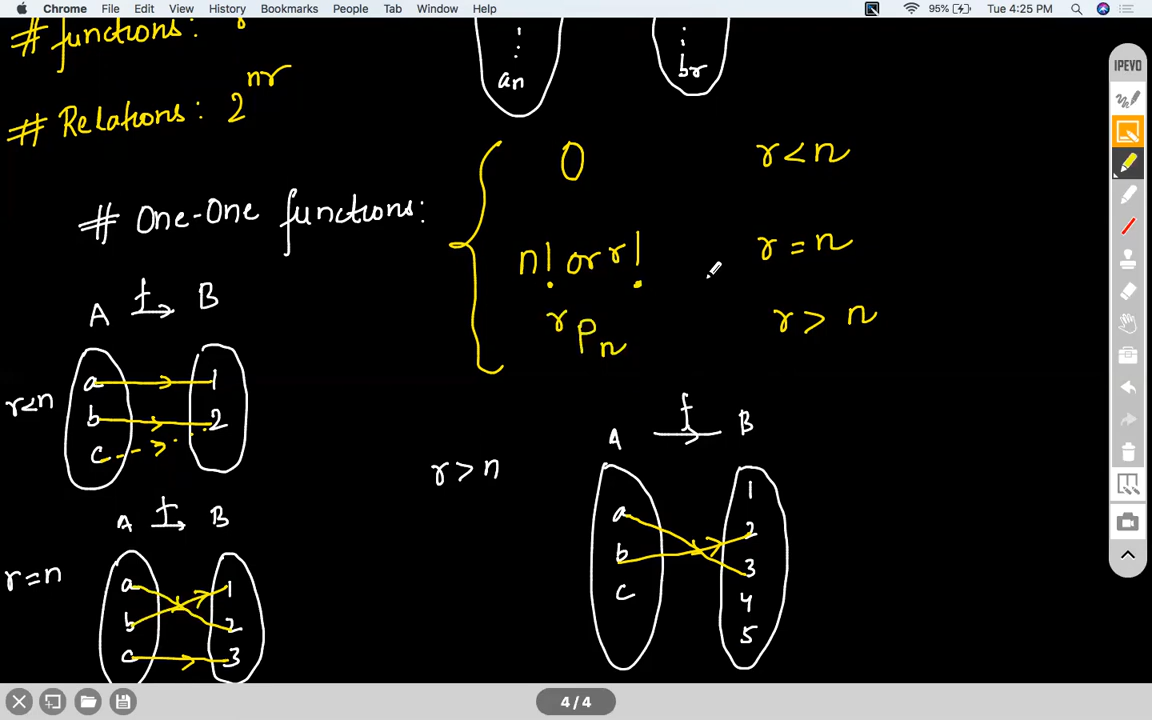 Chrome File Edit View History Bookmarks People Tab Window Help 95% Tue 4:25 PM
# functions: r
# Relations: 2^nr
an br
# One-One functions:
0 r<n
n! or r! r = n
r P n r > n
A f B
r<n
a 1
b 2
c
A f B
r=n
a 1
b 2
c 3
r > n
A f B
1
a 2
b 3
c 4
5
IPEVO
4 / 4